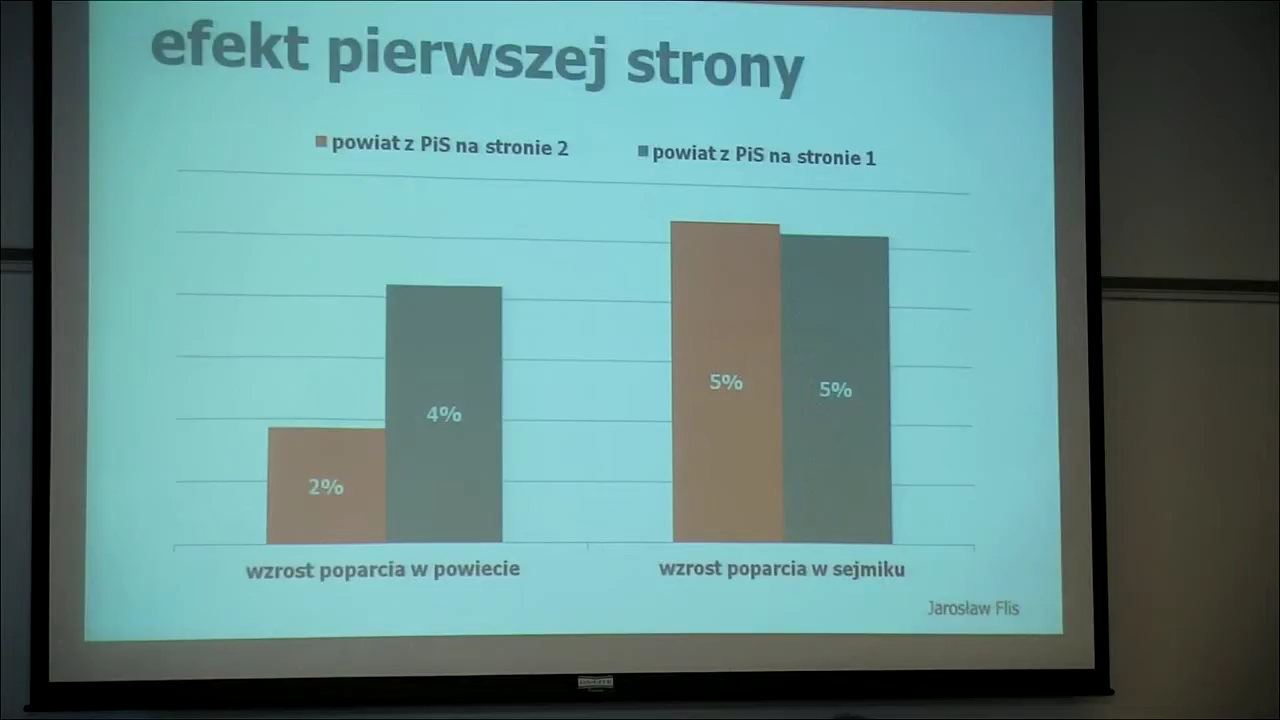 efekt pierwszej strony
powiat z PiS na stronie 2
powiat z PiS na stronie 1
2%
4%
5%
5%
wzrost poparcia w powiecie
wzrost poparcia w sejmiku
Jarosław Flis